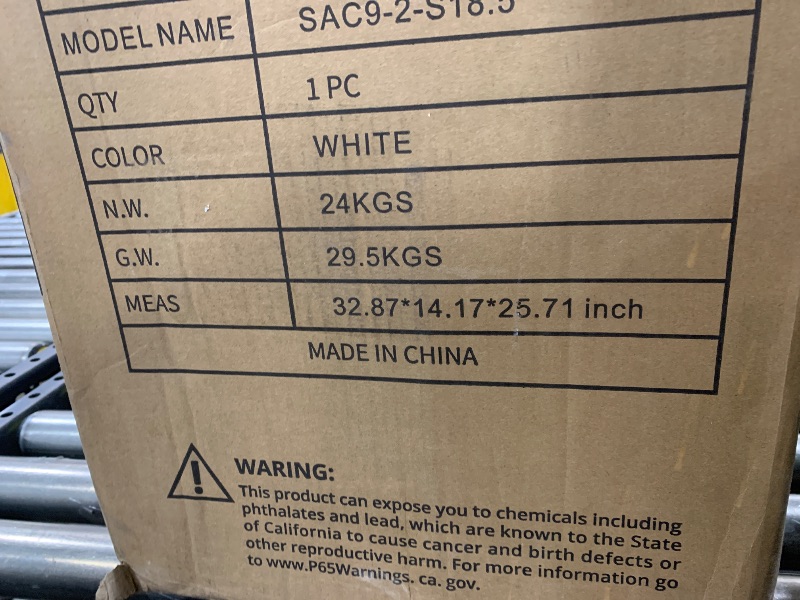 MODEL NAME SAC9-2-S18.5
QTY 1 PC
COLOR WHITE
N.W. 24KGS
G.W. 29.5KGS
MEAS 32.87*14.17*25.71 inch
MADE IN CHINA
WARING:
This product can expose you to chemicals including
phthalates and lead, which are known to the State
of California to cause cancer and birth defects or
other reproductive harm. For more information go
to www.P65Warnings. ca. gov.